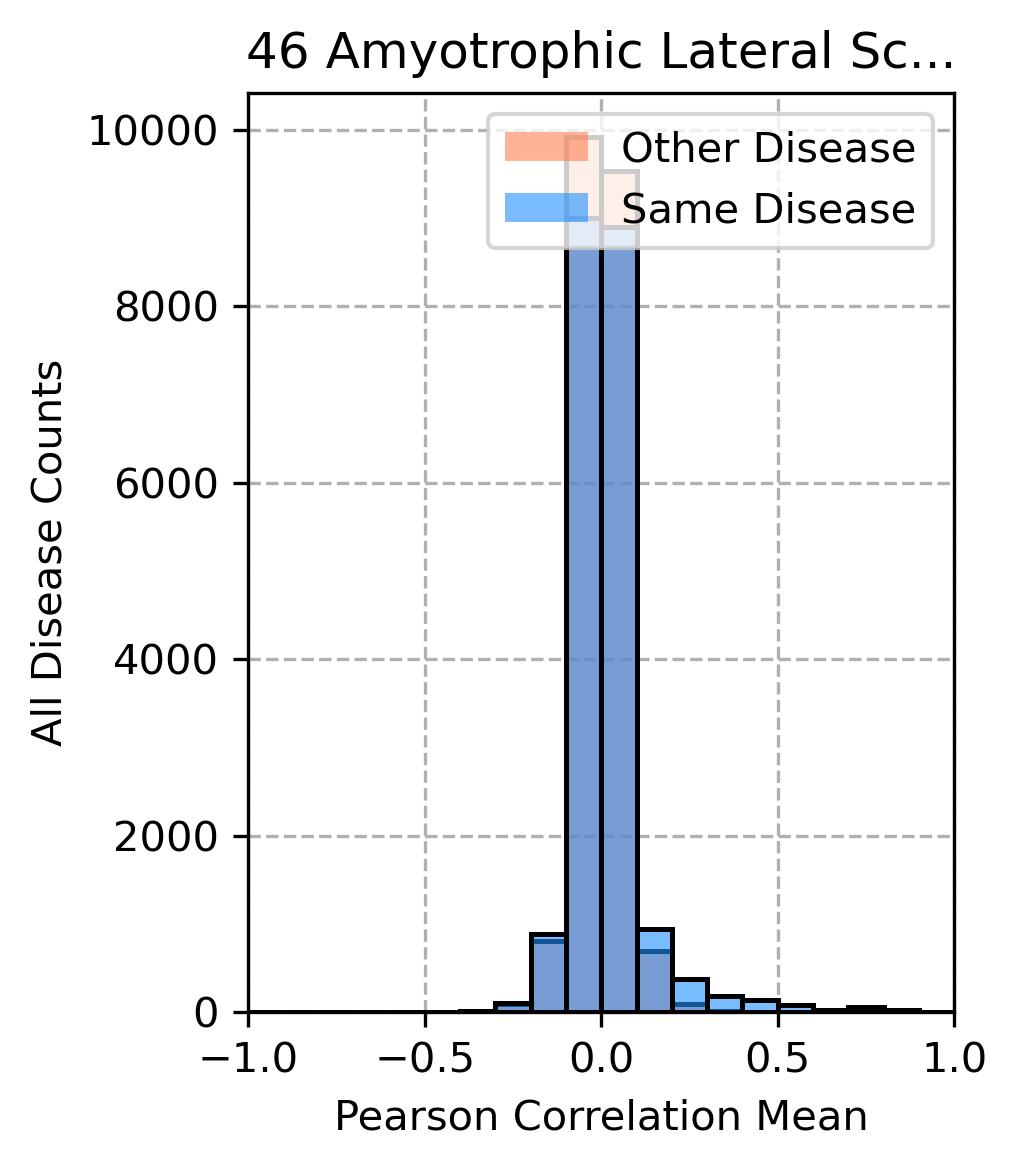 46 Amyotrophic Lateral Sc...
Other Disease
Same Disease
10000
8000
6000
4000
2000
0
All Disease Counts
−1.0
−0.5
0.0
0.5
1.0
Pearson Correlation Mean